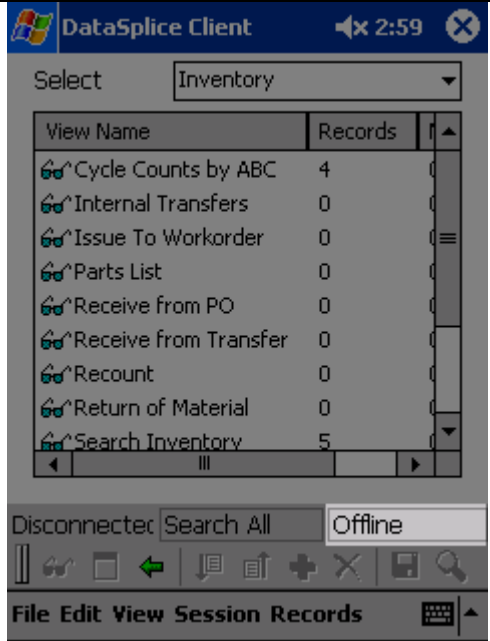 DataSplice Client 2:59
Select Inventory
View Name Records
Cycle Counts by ABC 4
Internal Transfers 0
Issue To Workorder 0
Parts List 0
Receive from PO 0
Receive from Transfer 0
Recount 0
Return of Material 0
Search Inventory 5
Disconnected Search All Offline
File Edit View Session Records